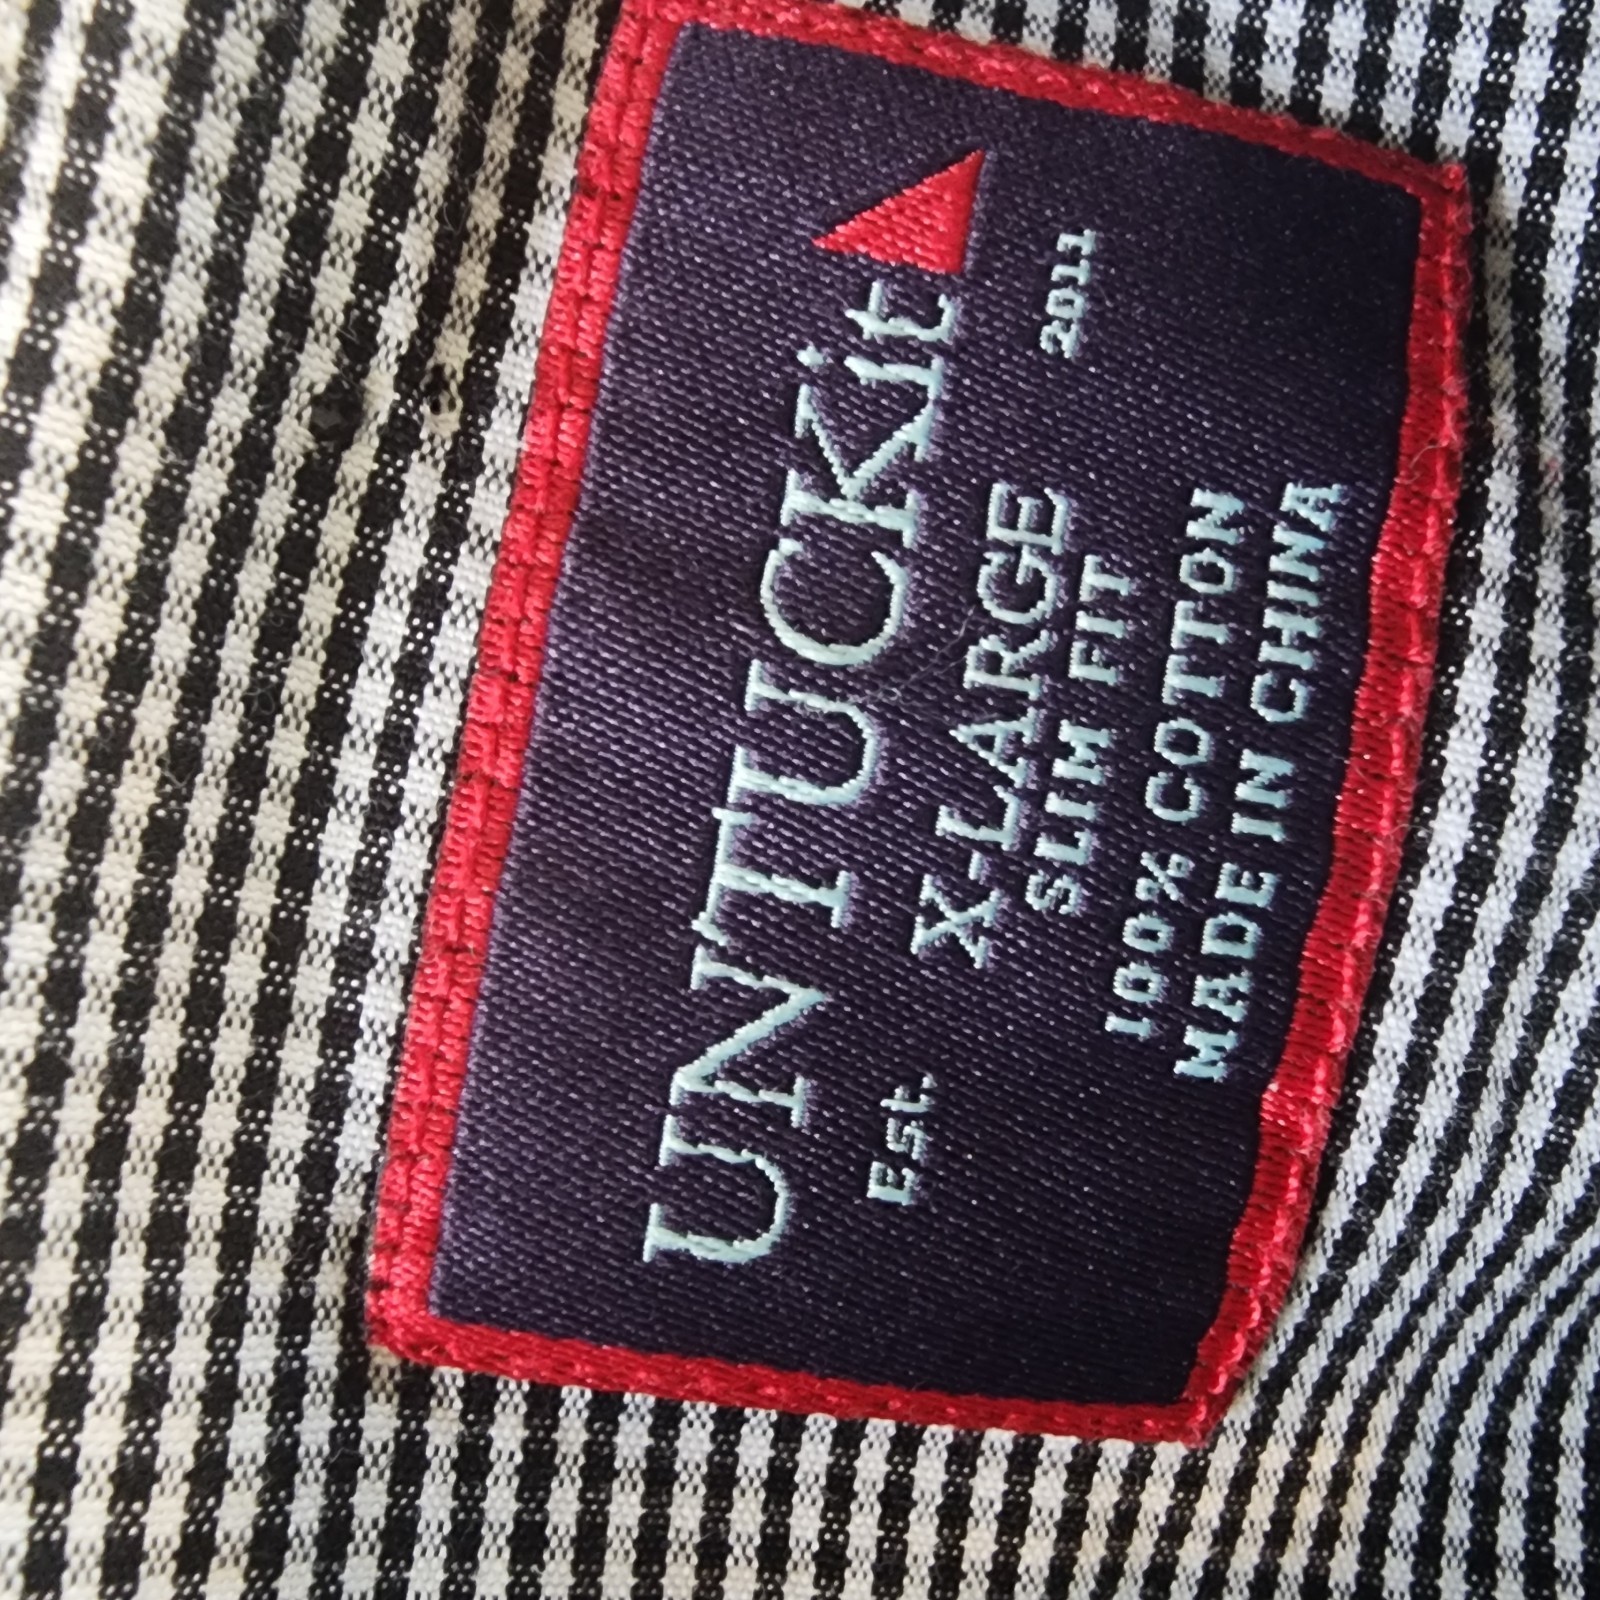 UNTUCKit
Est. X-LARGE 2011
SLIM FIT
100% COTTON
MADE IN CHINA